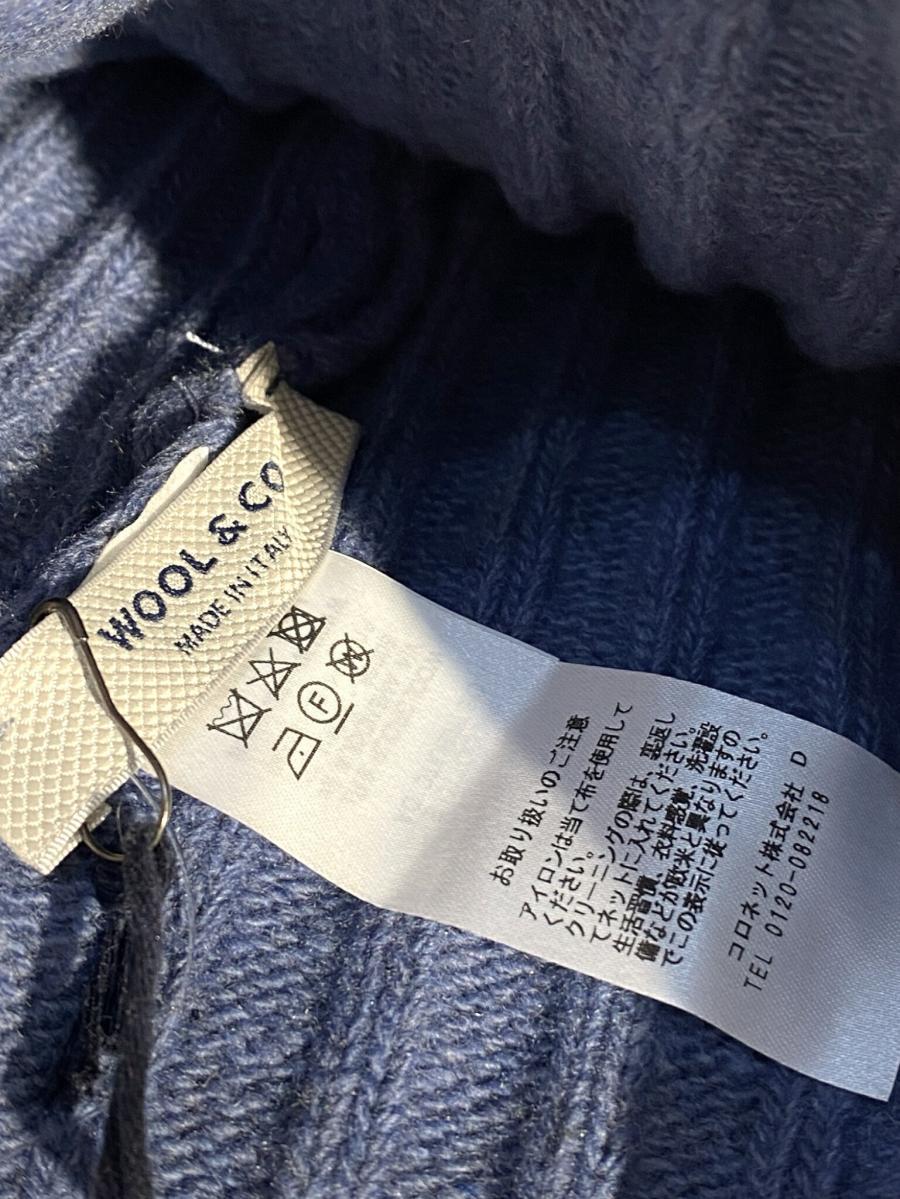 WOOL & CO
MADE IN ITALY
F
W
お取り扱いのご注意
アイロンは当て布を使用して
ください。
クリーニングの際は、裏返し
てネットに入れてください。
生活習慣、衣料感覚、洗濯設
備などが欧米と異なりますの
でこの表示に従ってください。
コロネット株式会社 D
TEL 0120-082218